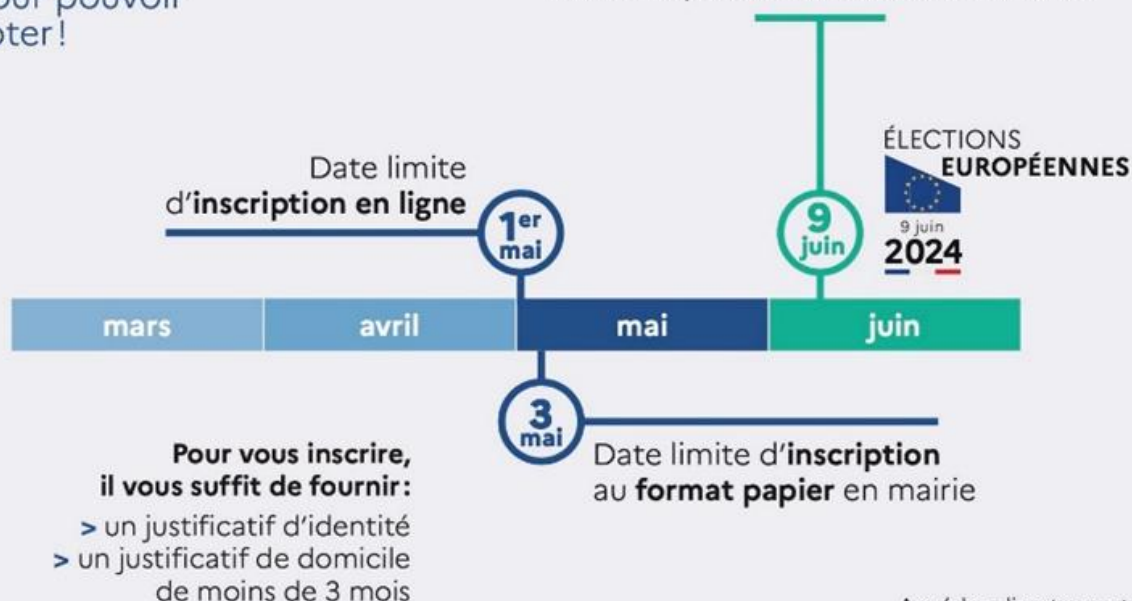 pouvoir
ÉLECTIONS
EUROPÉENNES
9 juin
2024
Date limite
d'inscription en ligne
1er
mai
9
juin
mars
avril
mai
juin
3
mai
Date limite d'inscription
au format papier en mairie
Pour vous inscrire,
il vous suffit de fournir :
> un justificatif d'identité
> un justificatif de domicile
de moins de 3 mois